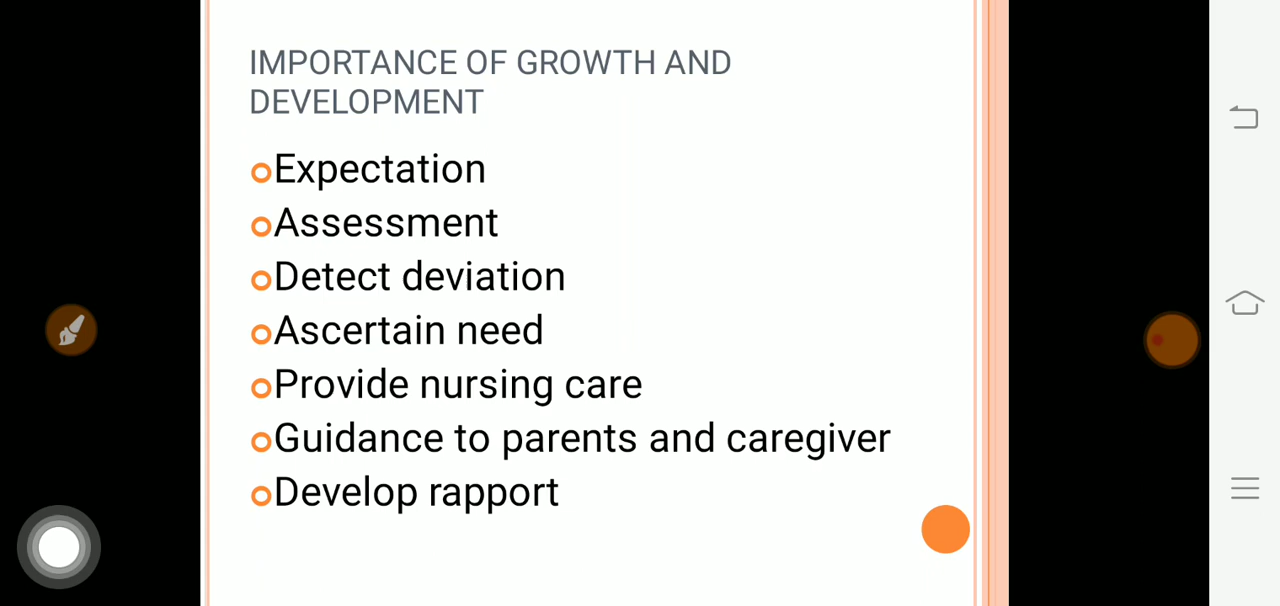 IMPORTANCE OF GROWTH AND
DEVELOPMENT
Expectation
Assessment
Detect deviation
Ascertain need
Provide nursing care
Guidance to parents and caregiver
Develop rapport